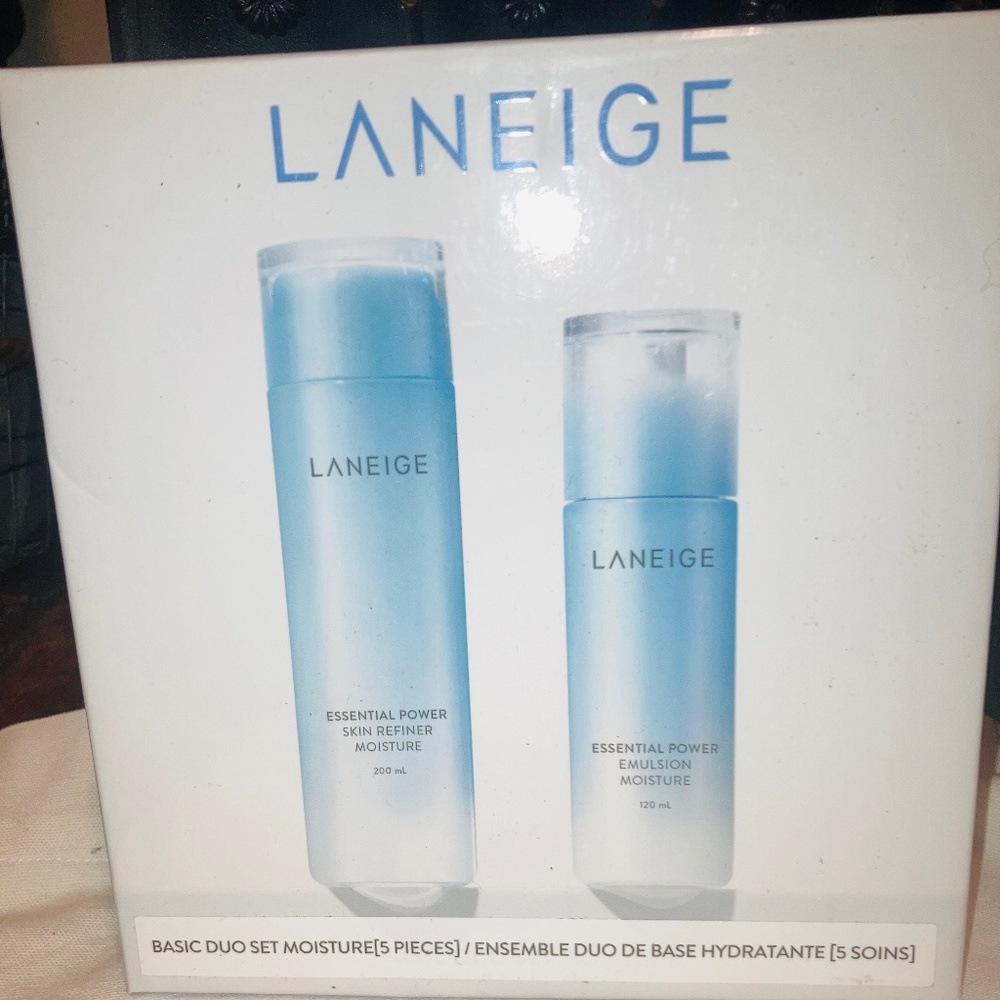 LANEIGE
LANEIGE
ESSENTIAL POWER
SKIN REFINER
MOISTURE
200 mL
LANEIGE
ESSENTIAL POWER
EMULSION
MOISTURE
120 mL
BASIC DUO SET MOISTURE[5 PIECES] / ENSEMBLE DUO DE BASE HYDRATANTE [5 SOINS]